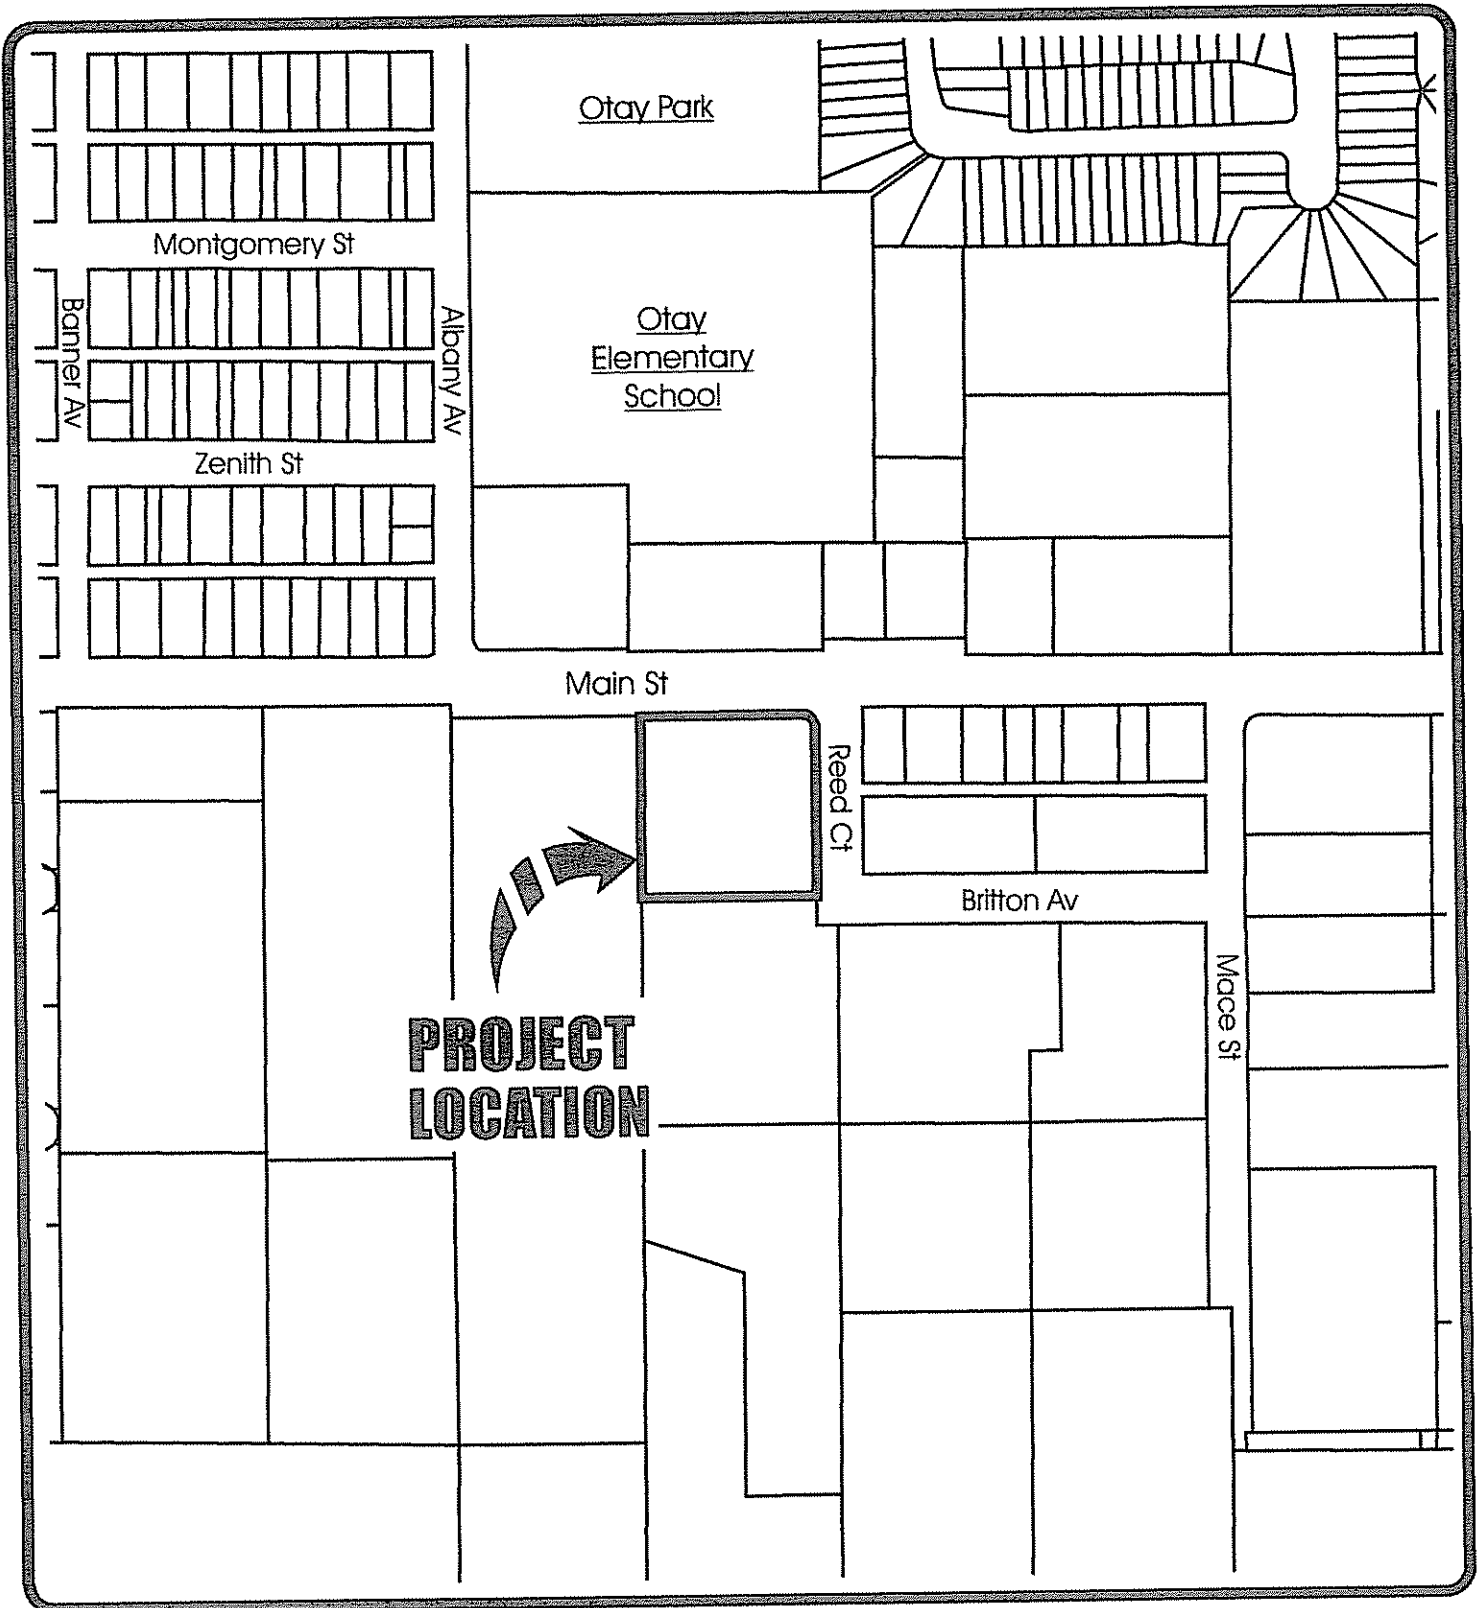 Otay Park
Montgomery St
Banner Av
Albany Av
Otay
Elementary
School
Zenith St
Main St
Reed Ct
Britton Av
Mace St
PROJECT
LOCATION